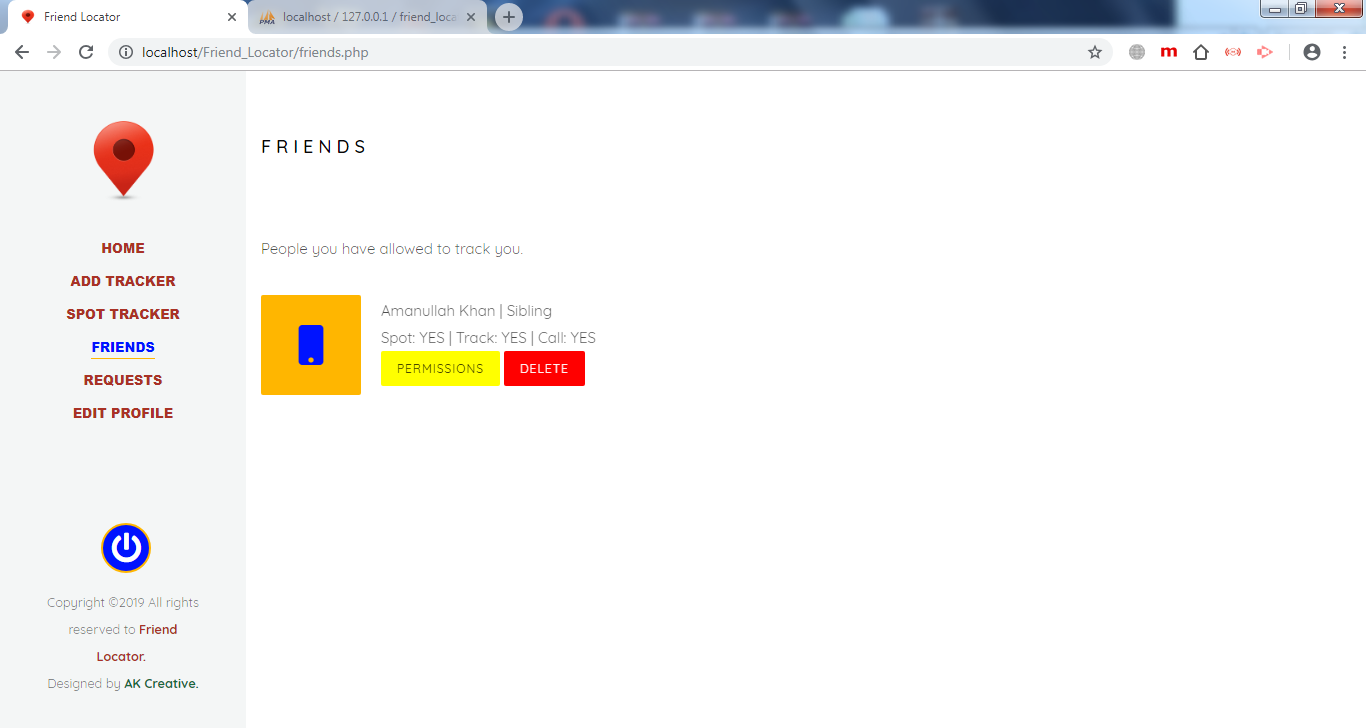 Friend Locator
localhost / 127.0.0.1 / friend_loca
localhost/Friend_Locator/friends.php
HOME
ADD TRACKER
SPOT TRACKER
FRIENDS
REQUESTS
EDIT PROFILE
Copyright ©2019 All rights
reserved to Friend
Locator.
Designed by AK Creative.
FRIENDS
People you have allowed to track you.
Amanullah Khan | Sibling
Spot: YES | Track: YES | Call: YES
PERMISSIONS DELETE